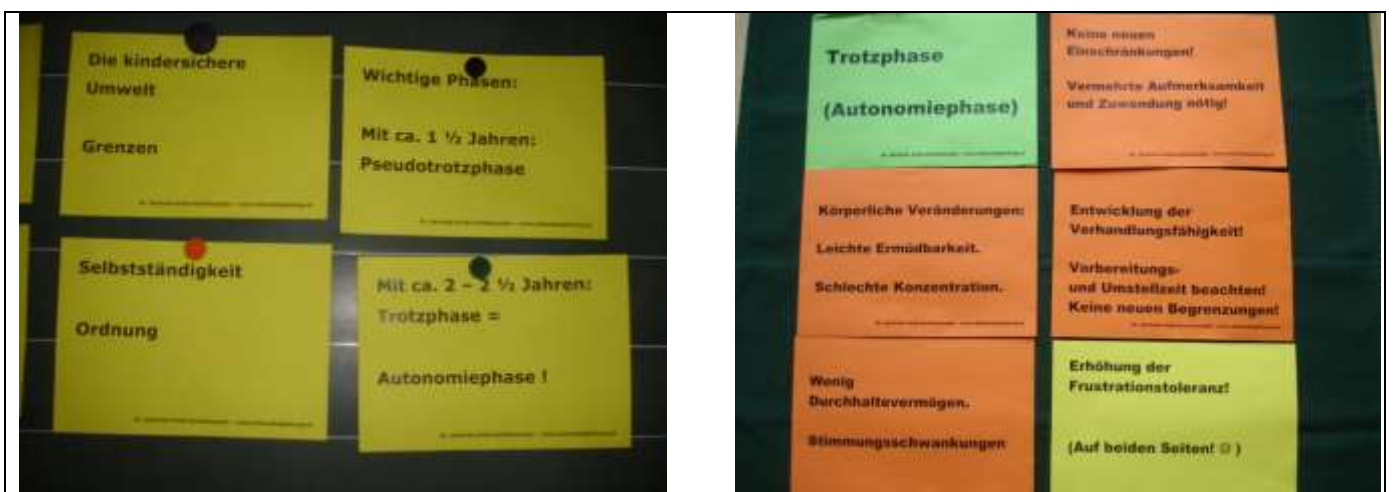 Die kindersichere
Umwelt
Grenzen
Wichtige Phasen:
Mit ca. 1 ½ Jahren:
Pseudotrotzphase
Selbstständigkeit
Ordnung
Mit ca. 2 – 2 ½ Jahren:
Trotzphase =
Autonomiephase !
Trotzphase
(Autonomiephase)
Keine neuen
Einschränkungen!
Vermehrte Aufmerksamkeit
und Zuwendung nötig!
Körperliche Veränderungen:
Leichte Ermüdbarkeit.
Schlechte Konzentration.
Entwicklung der
Verhandlungsfähigkeit!
Vorbereitungs-
und Umstellzeit beachten!
Keine neuen Begrenzungen!
Wenig
Durchhaltevermögen.
Stimmungsschwankungen
Erhöhung der
Frustrationstoleranz!
(Auf beiden Seiten! ☺ )